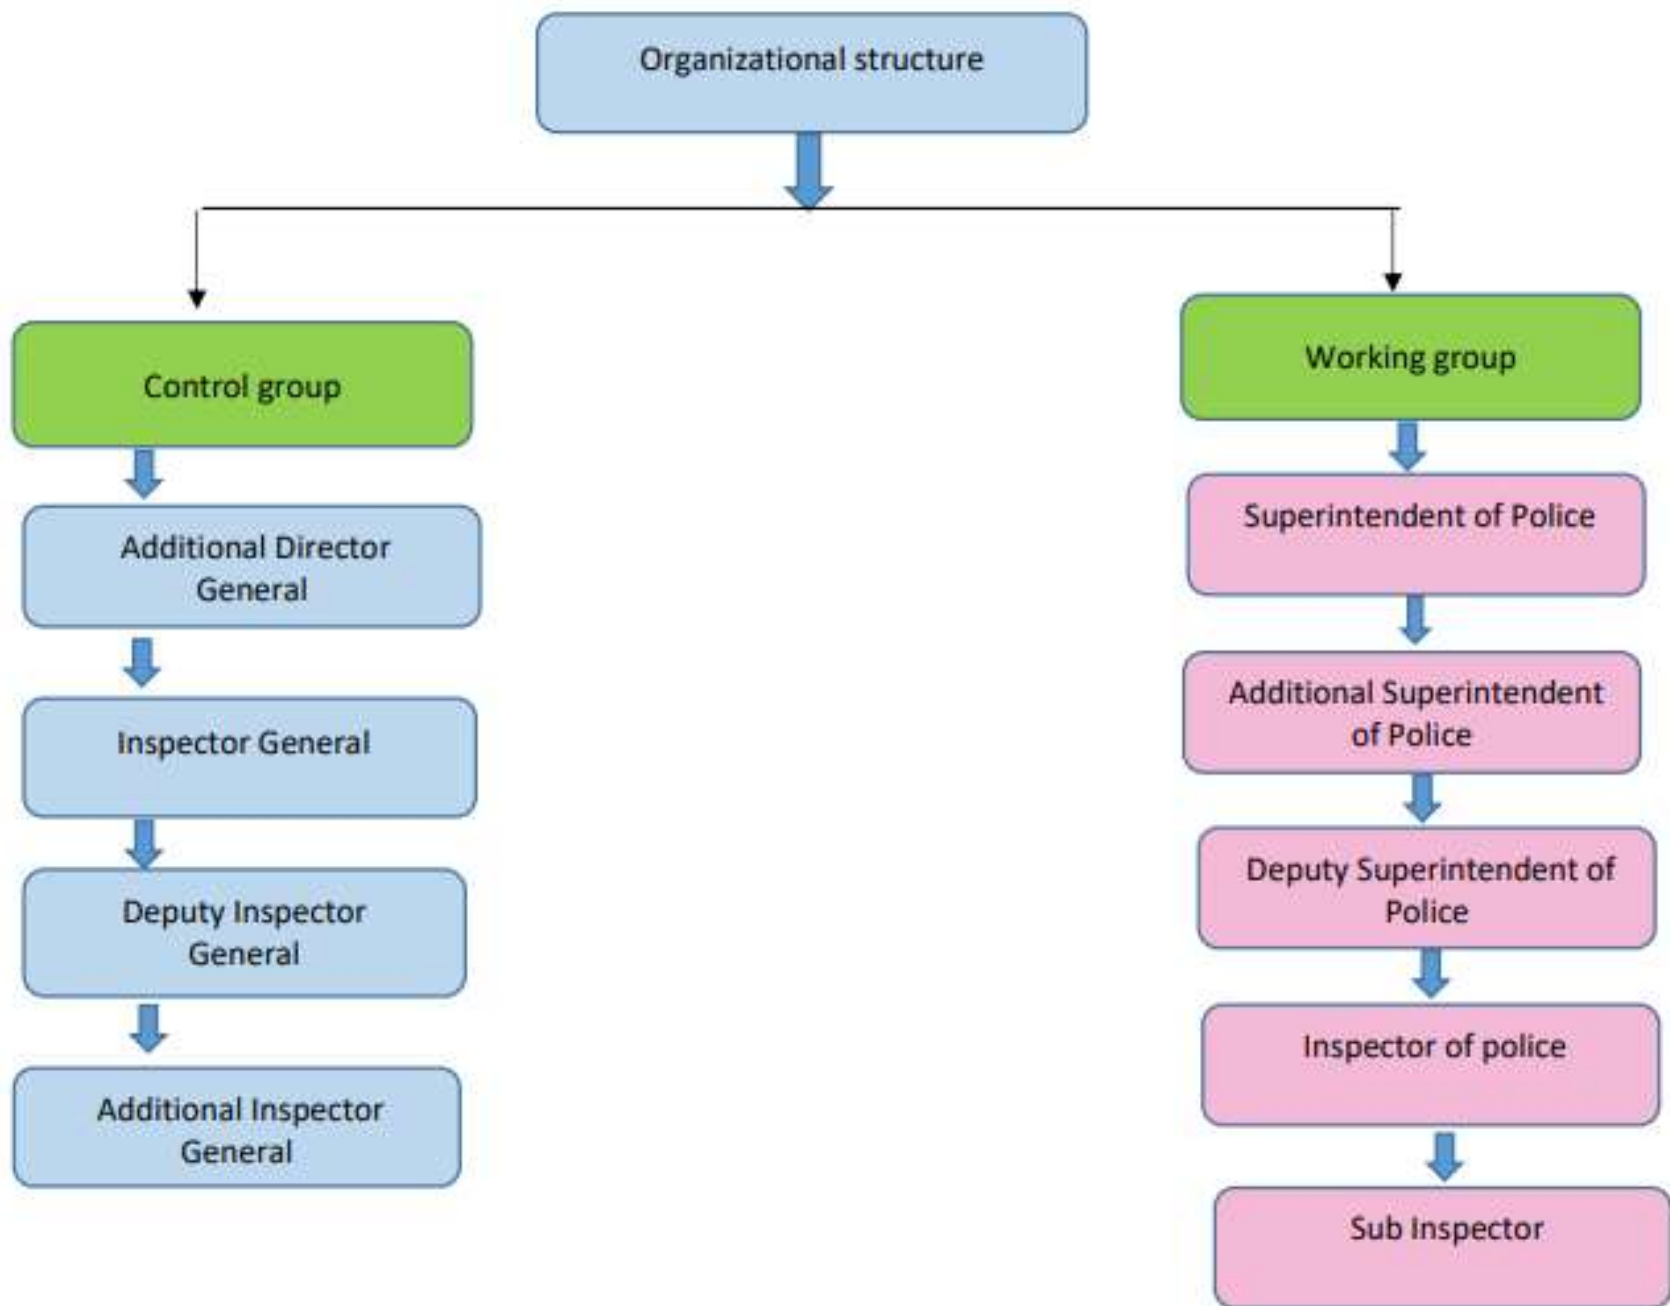 Organizational structure
Control group
Additional Director
General
Inspector General
Deputy Inspector
General
Additional Inspector
General
Working group
Superintendent of Police
Additional Superintendent
of Police
Deputy Superintendent of
Police
Inspector of police
Sub Inspector